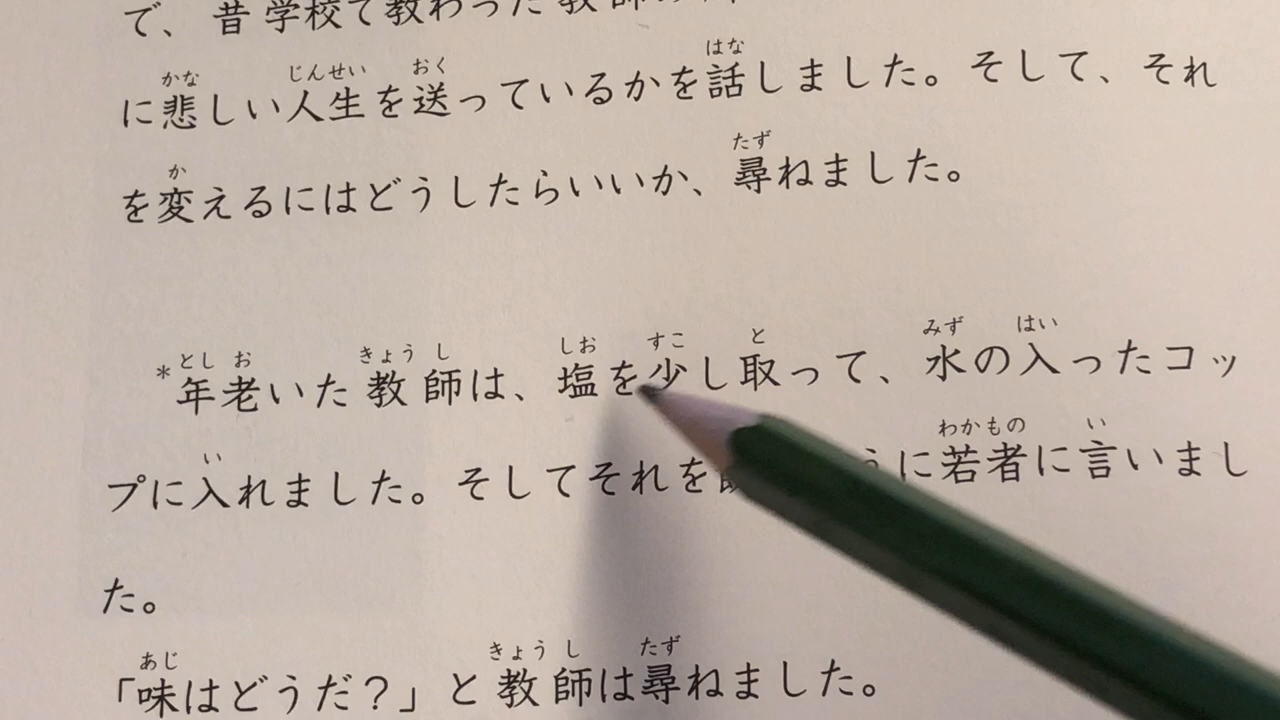 で、昔学校で教わった教師の
に悲しい人生を送っているかを話しました。そして、それ
を変えるにはどうしたらいいか、尋ねました。
*年老いた教師は、塩を少し取って、水の入ったコッ
プに入れました。そしてそれを うに若者に言いまし
た。
「味はどうだ?」と教師は尋ねました。